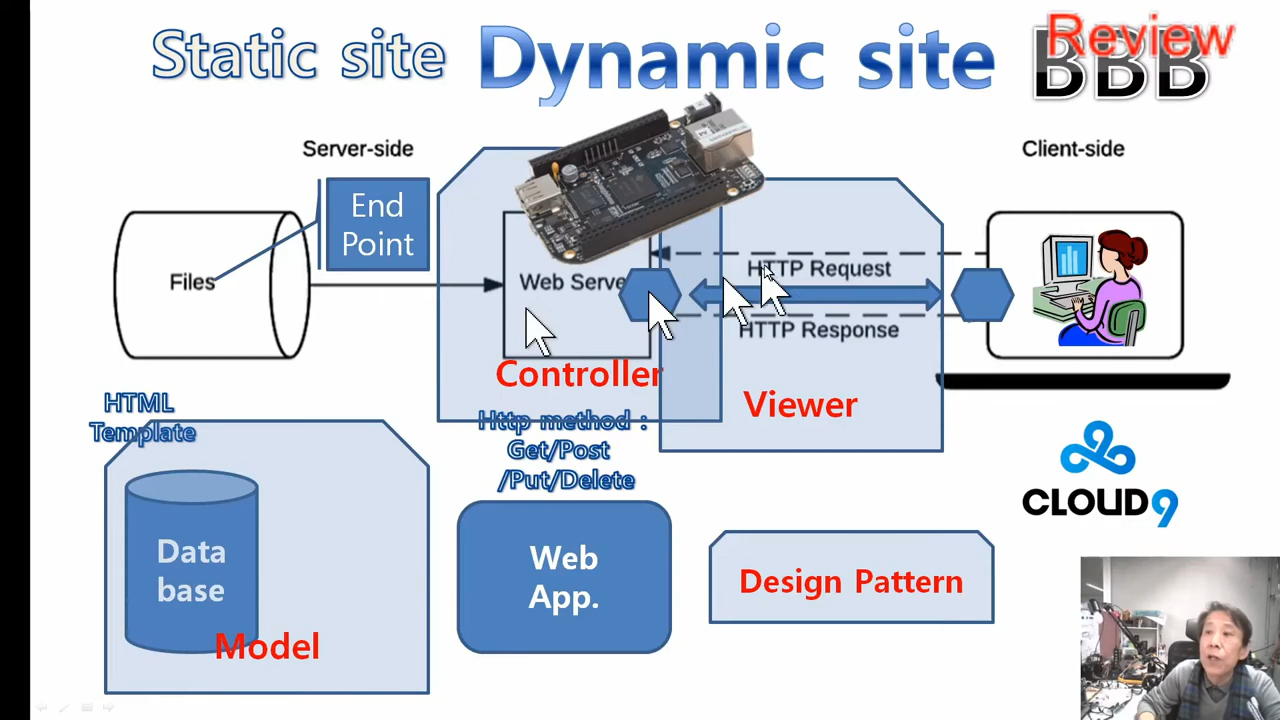 Static site
Dynamic site
BBB
Review
Server-side
Client-side
End
Point
Files
Web Serve
HTTP Request
HTTP Response
Controller
Viewer
HTML
Template
Http method :
Get/Post
/Put/Delete
CLOUD9
Data
base
Model
Web
App.
Design Pattern